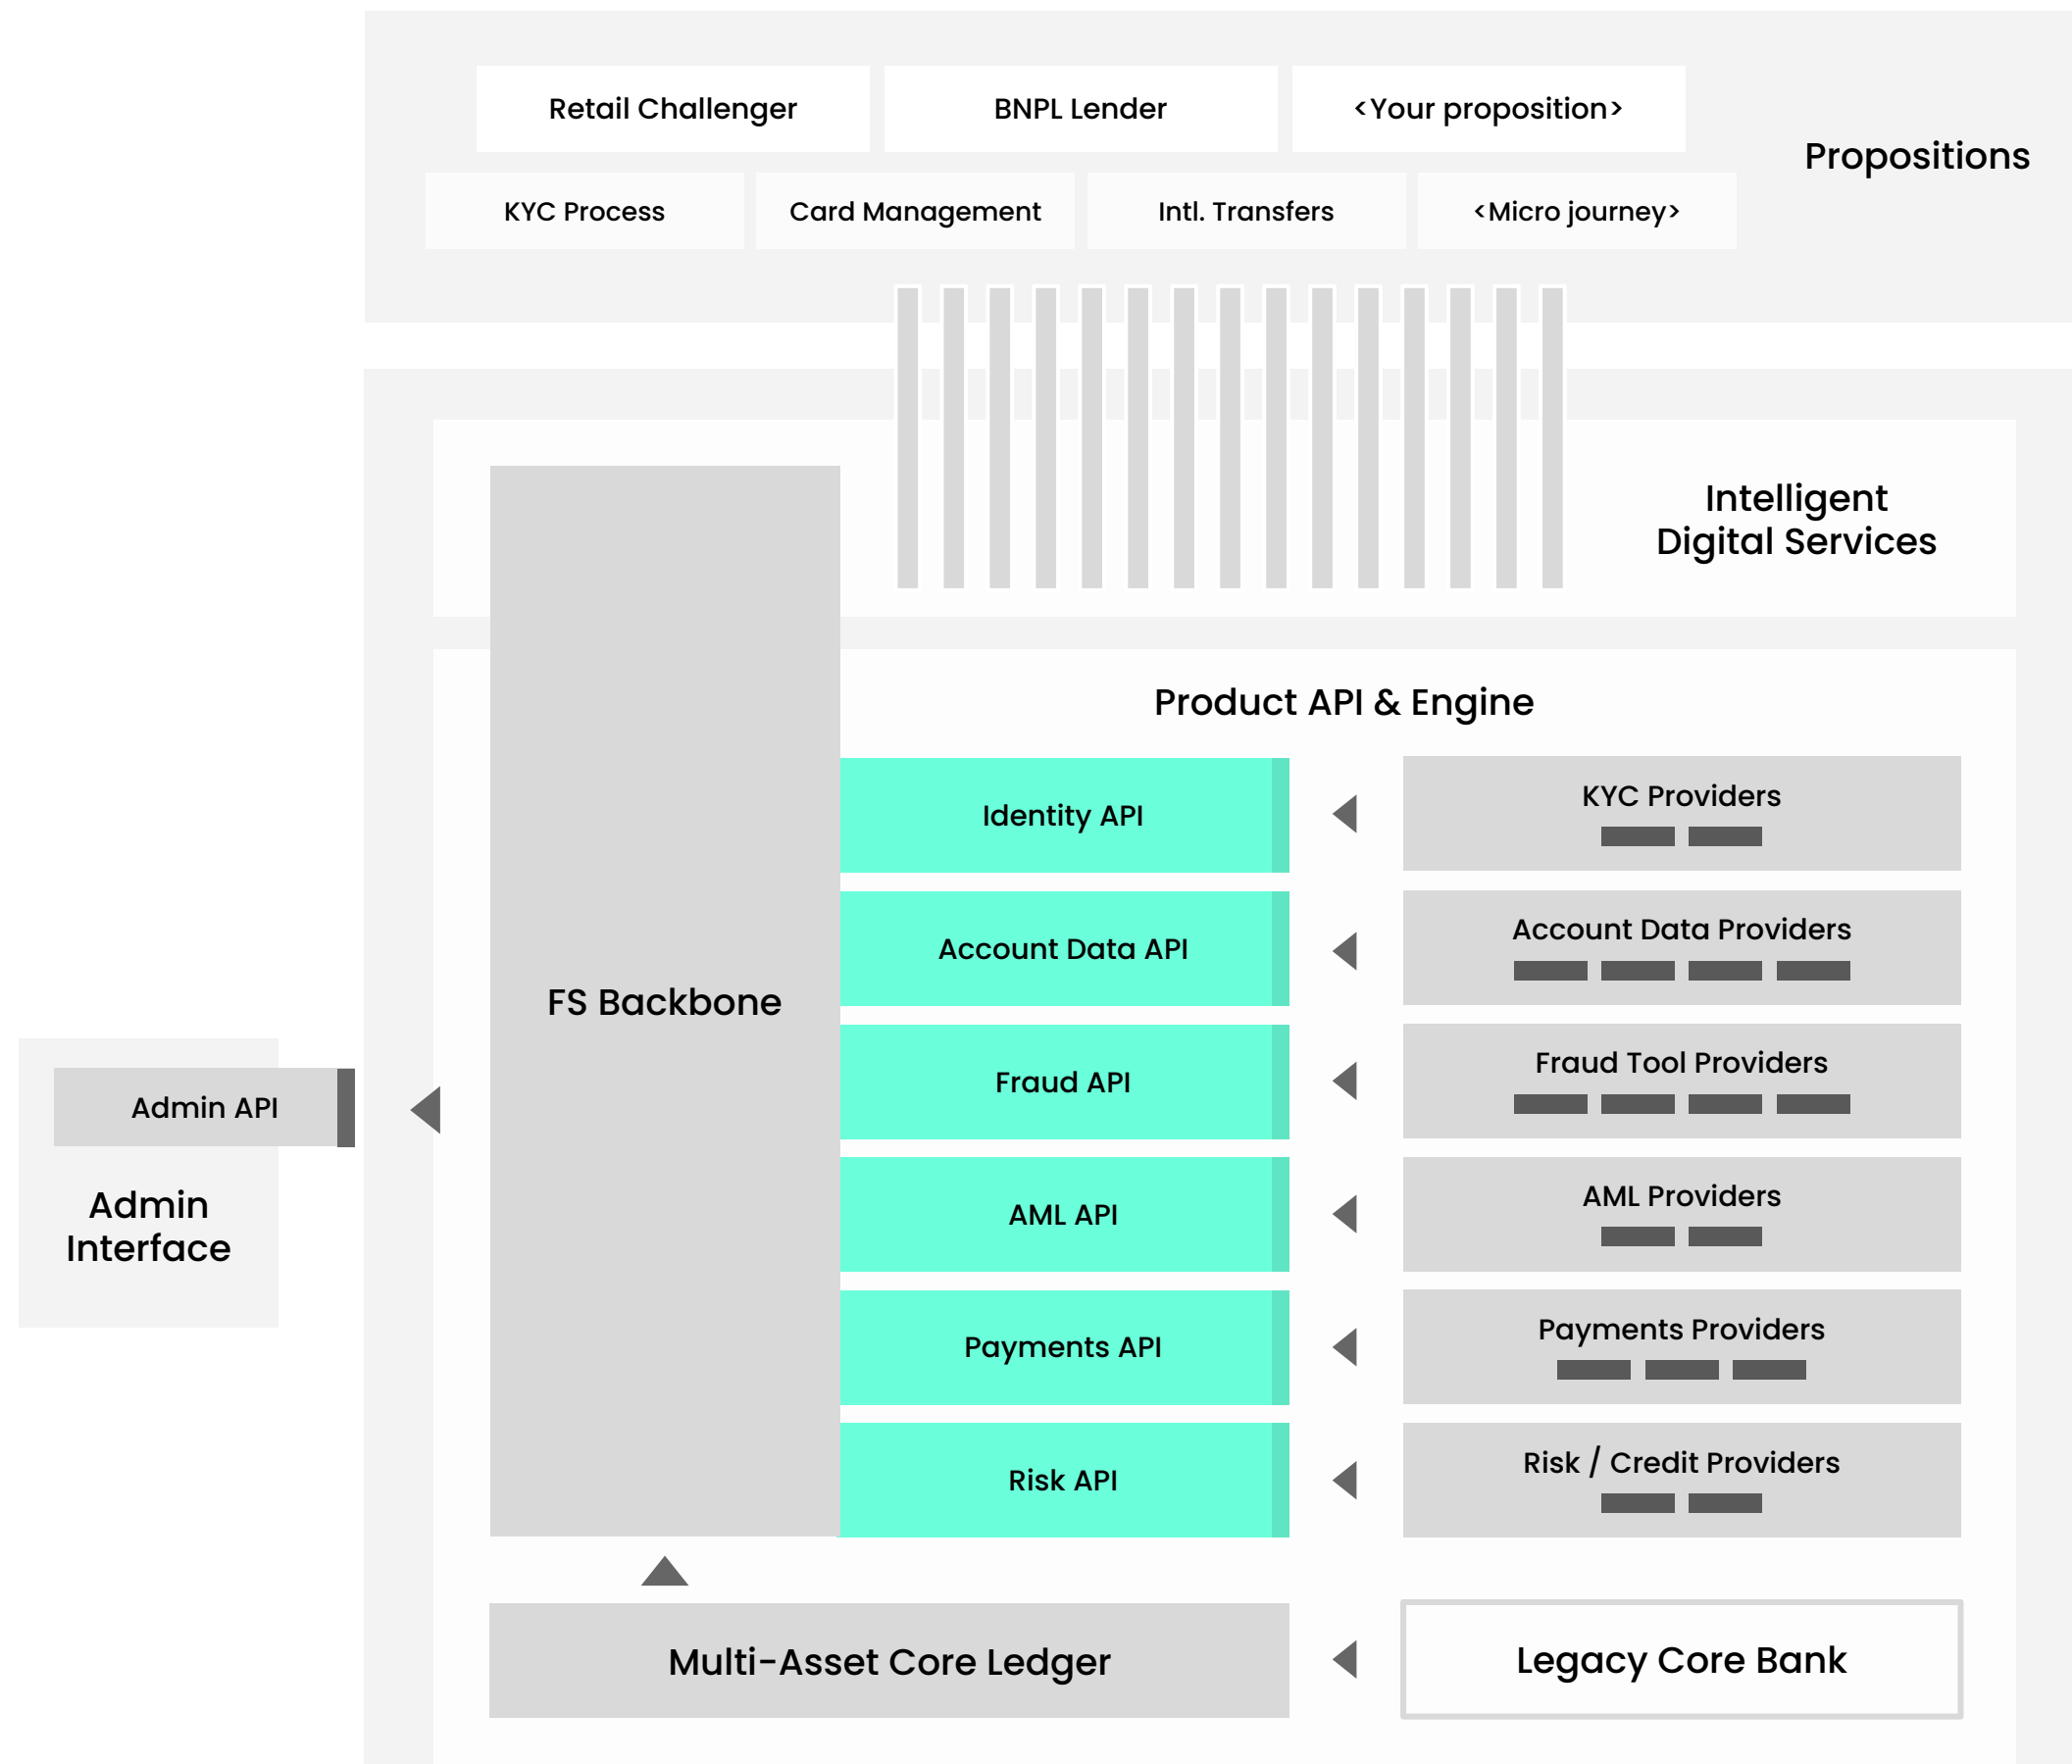 Retail Challenger
BNPL Lender
<Your proposition>
Propositions
KYC Process
Card Management
Intl. Transfers
<Micro journey>
Intelligent
Digital Services
Product API & Engine
FS Backbone
Identity API
KYC Providers
Account Data API
Account Data Providers
Fraud API
Fraud Tool Providers
Admin API
Admin
Interface
AML API
AML Providers
Payments API
Payments Providers
Risk API
Risk / Credit Providers
Multi-Asset Core Ledger
Legacy Core Bank